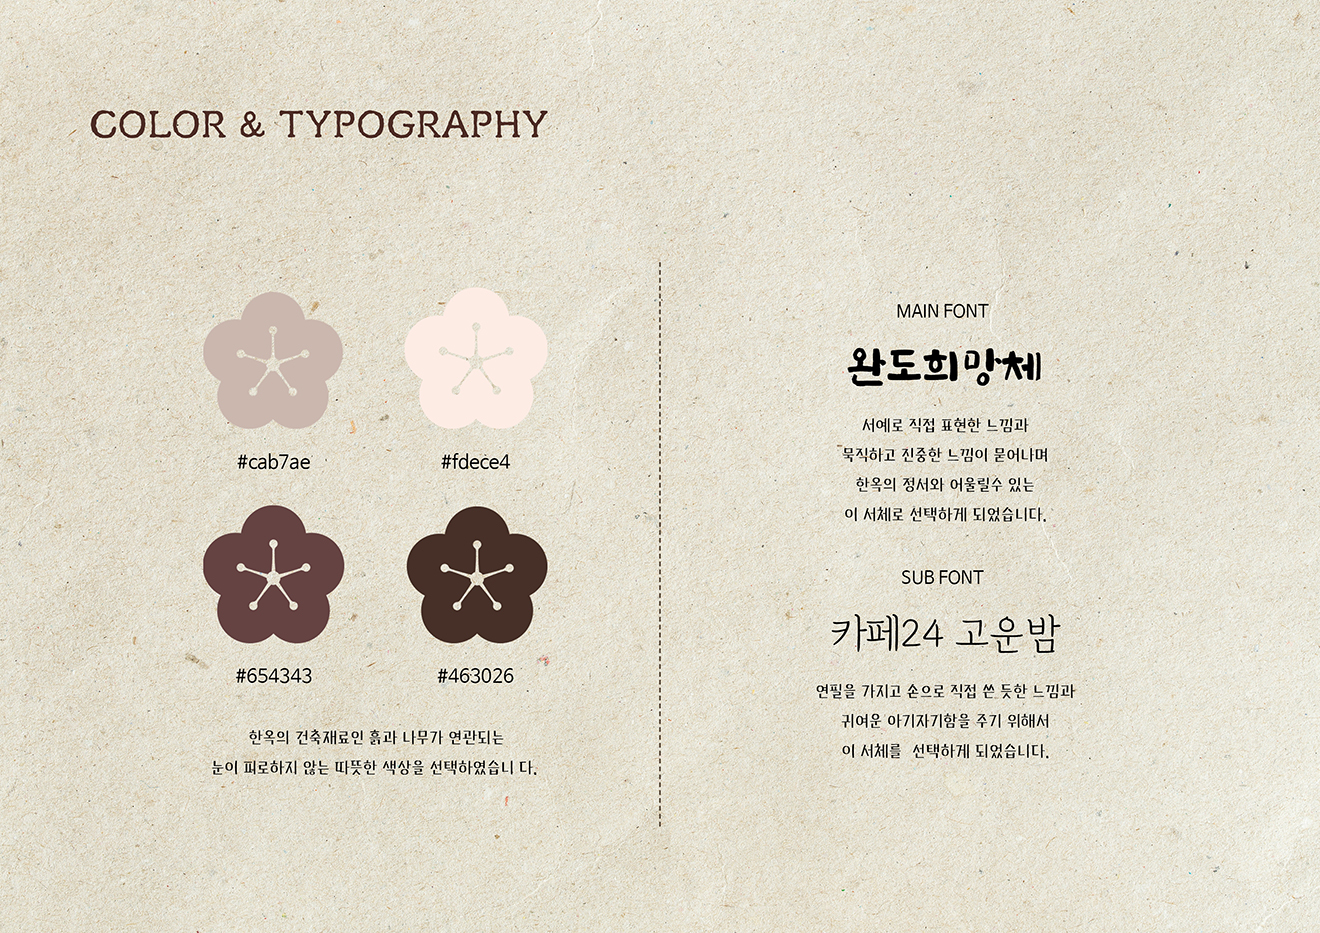 COLOR & TYPOGRAPHY
#cab7ae
#fdece4
#654343
#463026
한옥의 건축재료인 흙과 나무가 연관되는
눈이 피로하지 않는 따뜻한 색상을 선택하였습니 다.
MAIN FONT
완도희망체
서예로 직접 표현한 느낌과
묵직하고 진중한 느낌이 묻어나며
한옥의 정서와 어울릴수 있는
이 서체로 선택하게 되었습니다.
SUB FONT
카페24 고운밤
연필을 가지고 손으로 직접 쓴 듯한 느낌과
귀여운 아기자기함을 주기 위해서
이 서체를 선택하게 되었습니다.